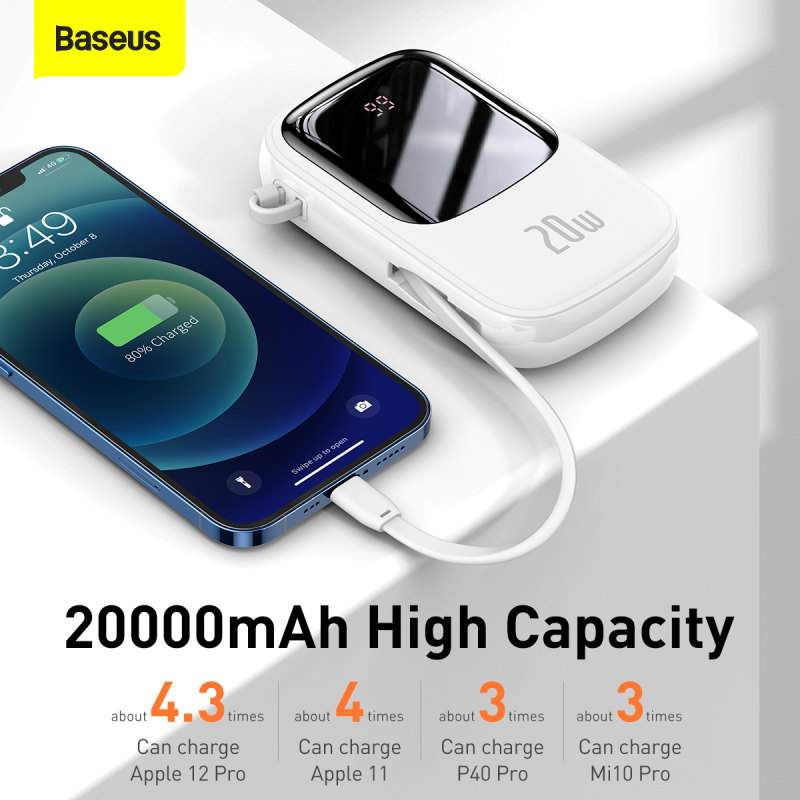 Baseus
99
20w
4G
3:49
Thursday, October 8
80% Charged
Swipe up to open
20000mAh High Capacity
about 4.3 times
Can charge
Apple 12 Pro
about 4 times
Can charge
Apple 11
about 3 times
Can charge
P40 Pro
about 3 times
Can charge
Mi10 Pro